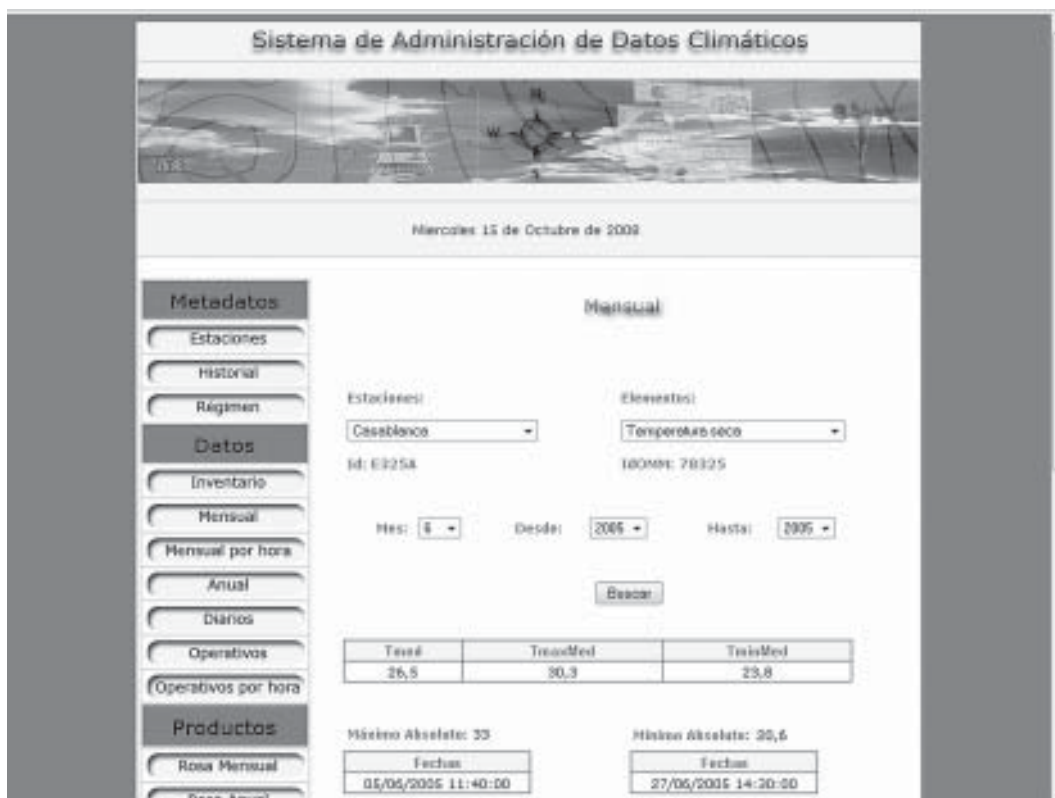 Sistema de Administración de Datos Climáticos
N
W
S
Miercoles 15 de Octubre de 2008
Metadatos
Estaciones
Historial
Régimen
Datos
Inventario
Mensual
Mensual por hora
Anual
Diarios
Operativos
Operativos por hora
Productos
Rosa Mensual
Rosa Anual
Mensual
Estaciones: Elementos:
Casablanca Temperatura seca
Id: E325A IdOMM: 78325
Mes: 6 Desde: 2005 Hasta: 2005
Buscar
Tmed TmaxMed TminMed
26,5 30,3 23,8
Máximo Absoluto: 33 Mínimo Absoluto: 20,6
Fechas Fechas
05/06/2005 11:40:00 27/06/2005 14:30:00